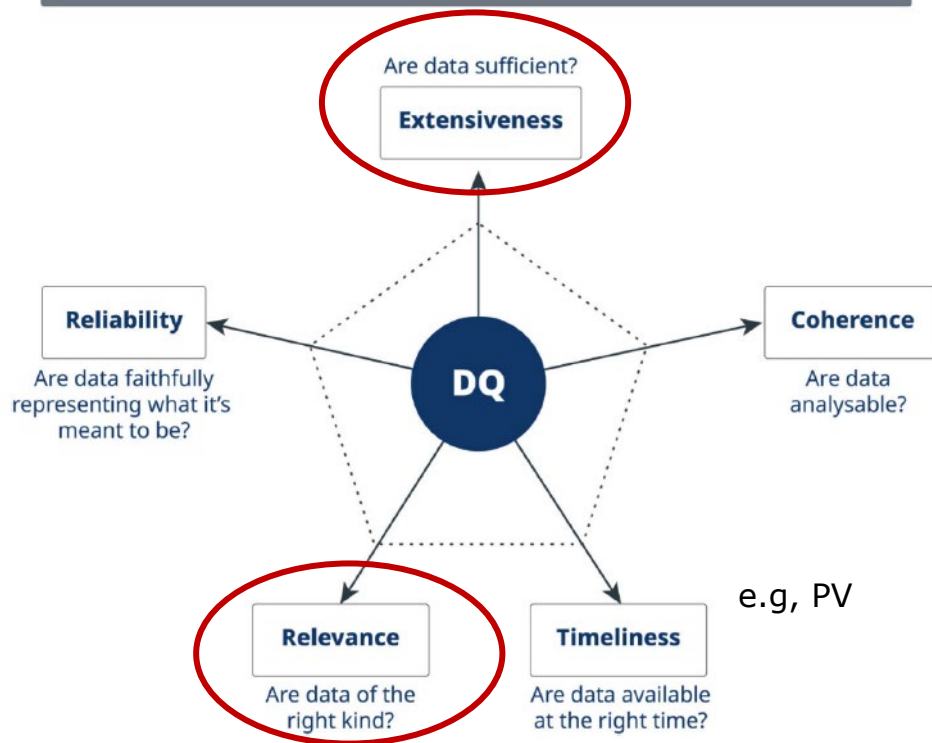 Are data sufficient?
Extensiveness
Reliability
Are data faithfully
representing what it's
meant to be?
DQ
Coherence
Are data
analysable?
Relevance
Are data of the
right kind?
Timeliness
Are data available
at the right time?
e.g, PV